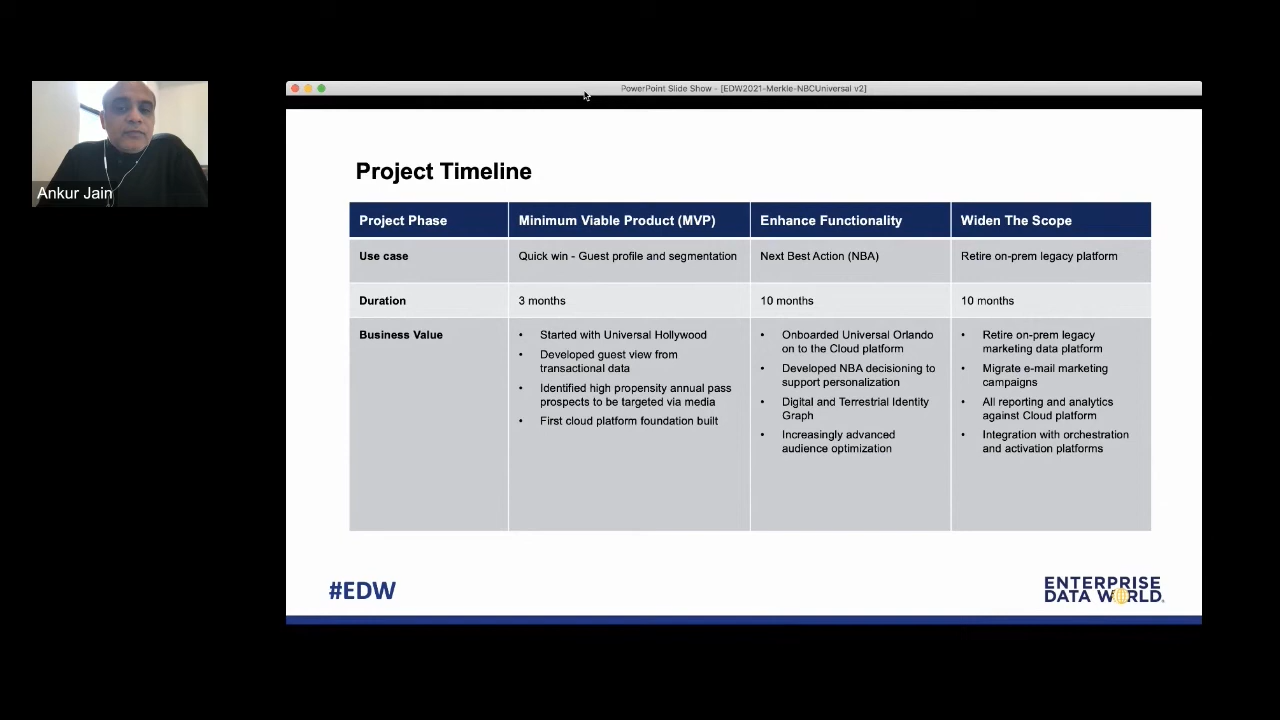 PowerPoint Slide Show - [EDW2021-Merkle-NBCUniversal v2]
Ankur Jain
Project Timeline
Project Phase
Minimum Viable Product (MVP)
Enhance Functionality
Widen The Scope
Use case
Quick win - Guest profile and segmentation
Next Best Action (NBA)
Retire on-prem legacy platform
Duration
3 months
10 months
10 months
Business Value
• Started with Universal Hollywood
• Developed guest view from
transactional data
• Identified high propensity annual pass
prospects to be targeted via media
• First cloud platform foundation built
• Onboarded Universal Orlando
on to the Cloud platform
• Developed NBA decisioning to
support personalization
• Digital and Terrestrial Identity
Graph
• Increasingly advanced
audience optimization
• Retire on-prem legacy
marketing data platform
• Migrate e-mail marketing
campaigns
• All reporting and analytics
against Cloud platform
• Integration with orchestration
and activation platforms
#EDW
ENTERPRISE
DATA WORLD